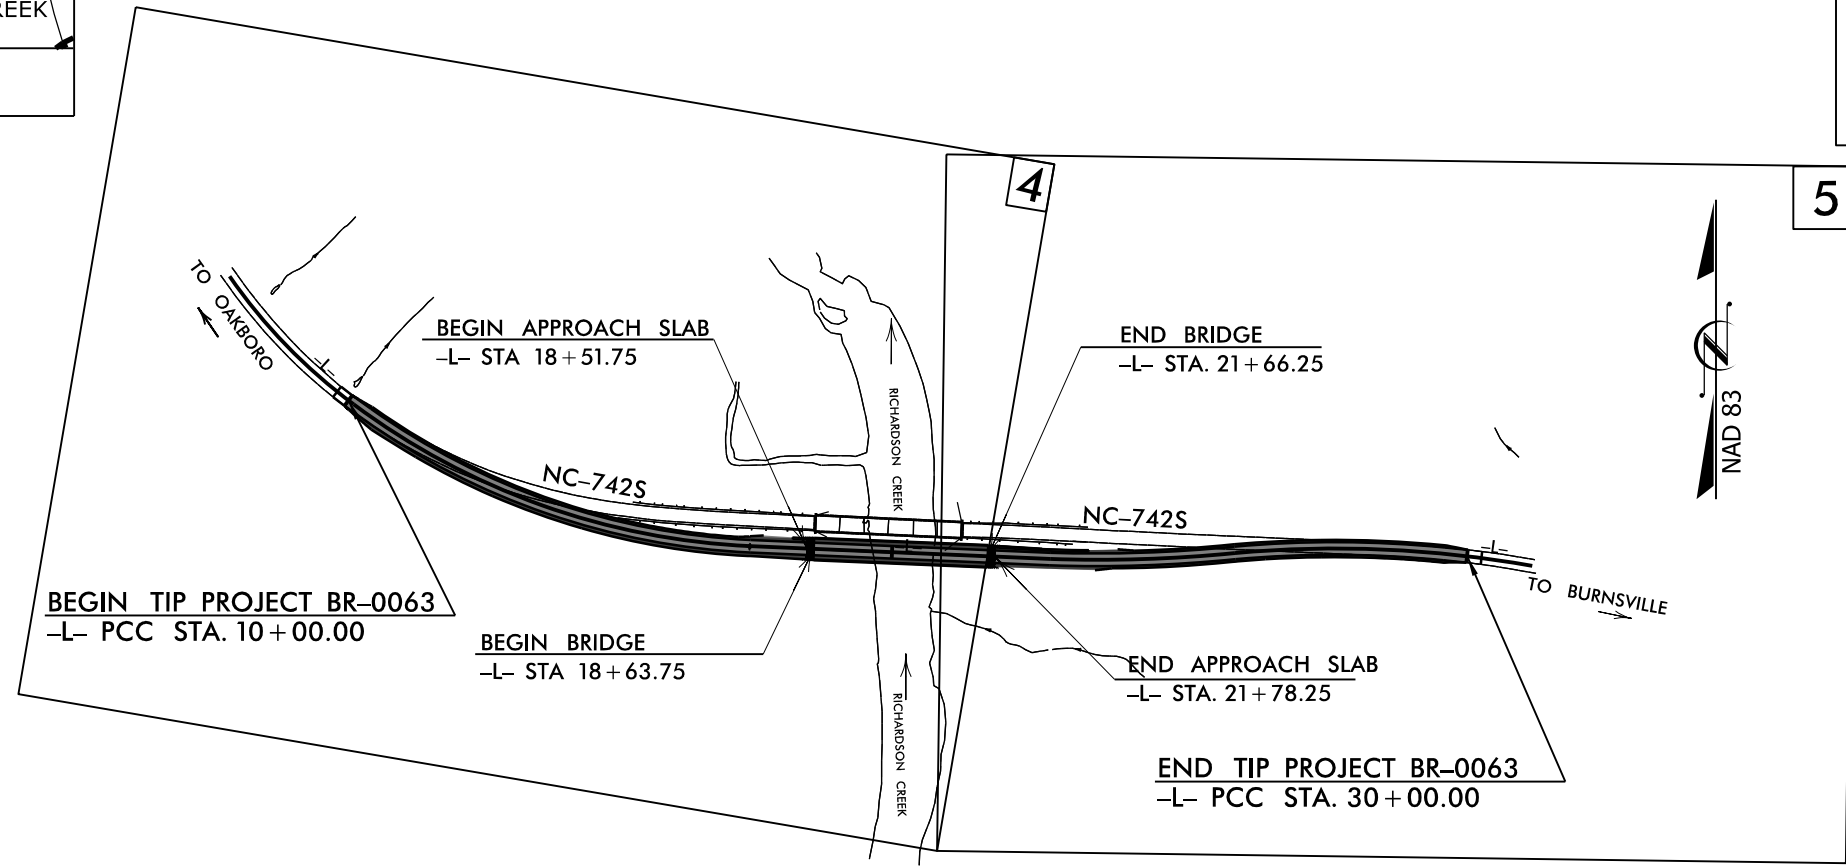 REEK
4
5
TO OAKBORO
-L-
BEGIN APPROACH SLAB
-L- STA 18+51.75
END BRIDGE
-L- STA. 21+66.25
RICHARDSON CREEK
NAD 83
NC-742S
NC-742S
-L-
TO BURNSVILLE
BEGIN TIP PROJECT BR-0063
-L- PCC STA. 10+00.00
BEGIN BRIDGE
-L- STA 18+63.75
END APPROACH SLAB
-L- STA. 21+78.25
RICHARDSON CREEK
END TIP PROJECT BR-0063
-L- PCC STA. 30+00.00